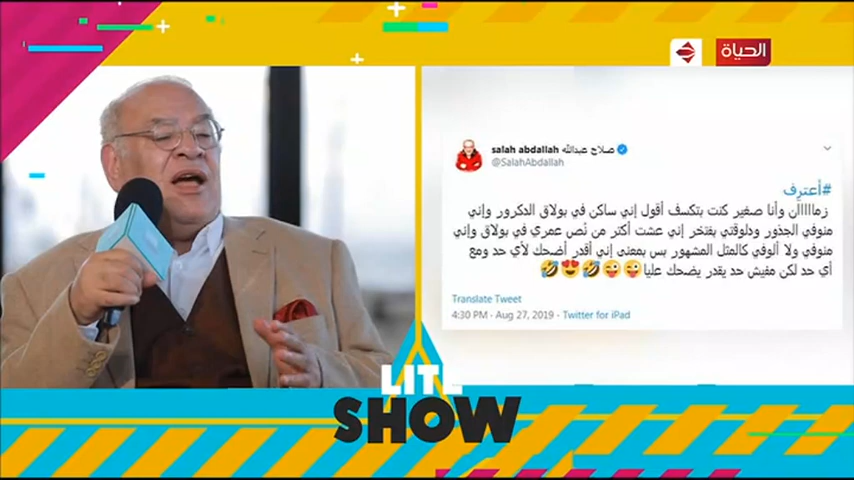 الحياة
salah abdallah صلاح عبدالله
@SalahAbdallah
#أعترِف
زمااااان وأنا صغير كنت بتكسف أقول إني ساكن في بولاق الدكرور وإني
منوفي الجذور ودلوقتي بفتخر إني عشت أكتر من نُص عمري في بولاق وإني
منوفي ولا ألوفي كالمثل المشهور بس بمعنى إني أقدر أضحك لأي حد ومع
أي حد لكن مفيش حد يقدر يضحك عليا😜😜🤣😍🤣
Translate Tweet
4:30 PM - Aug 27, 2019 - Twitter for iPad
LITE
SHOW